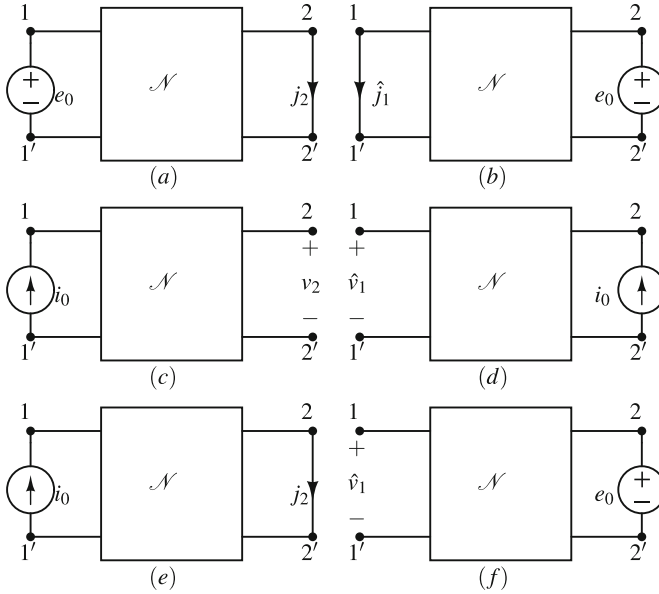 1 2 1 2
+ − e₀ 𝒩 j₂ ĵ₁ 𝒩 e₀ + −
1′ 2′ 1′ 2′
(a) (b)
1 2 1 2
i₀ 𝒩 + v₂ − + v̂₁ − 𝒩 i₀
1′ 2′ 1′ 2′
(c) (d)
1 2 1 2
i₀ 𝒩 j₂ + v̂₁ − 𝒩 e₀ + −
1′ 2′ 1′ 2′
(e) (f)